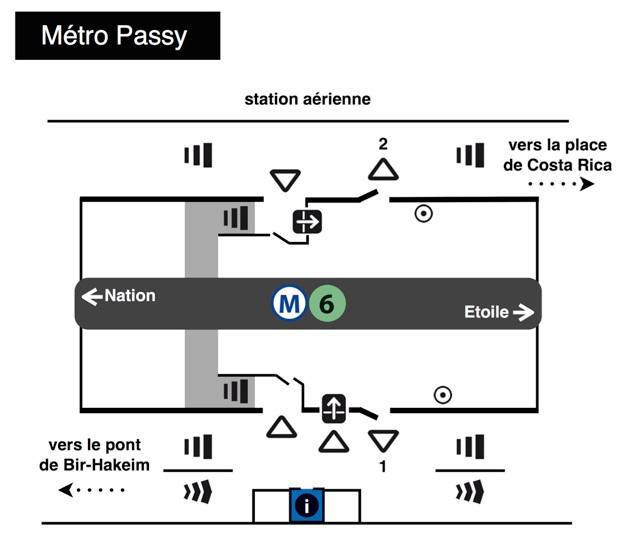 Métro Passy
station aérienne
2
vers la place
de Costa Rica
Nation
M 6
Etoile
vers le pont
de Bir-Hakeim
1
i